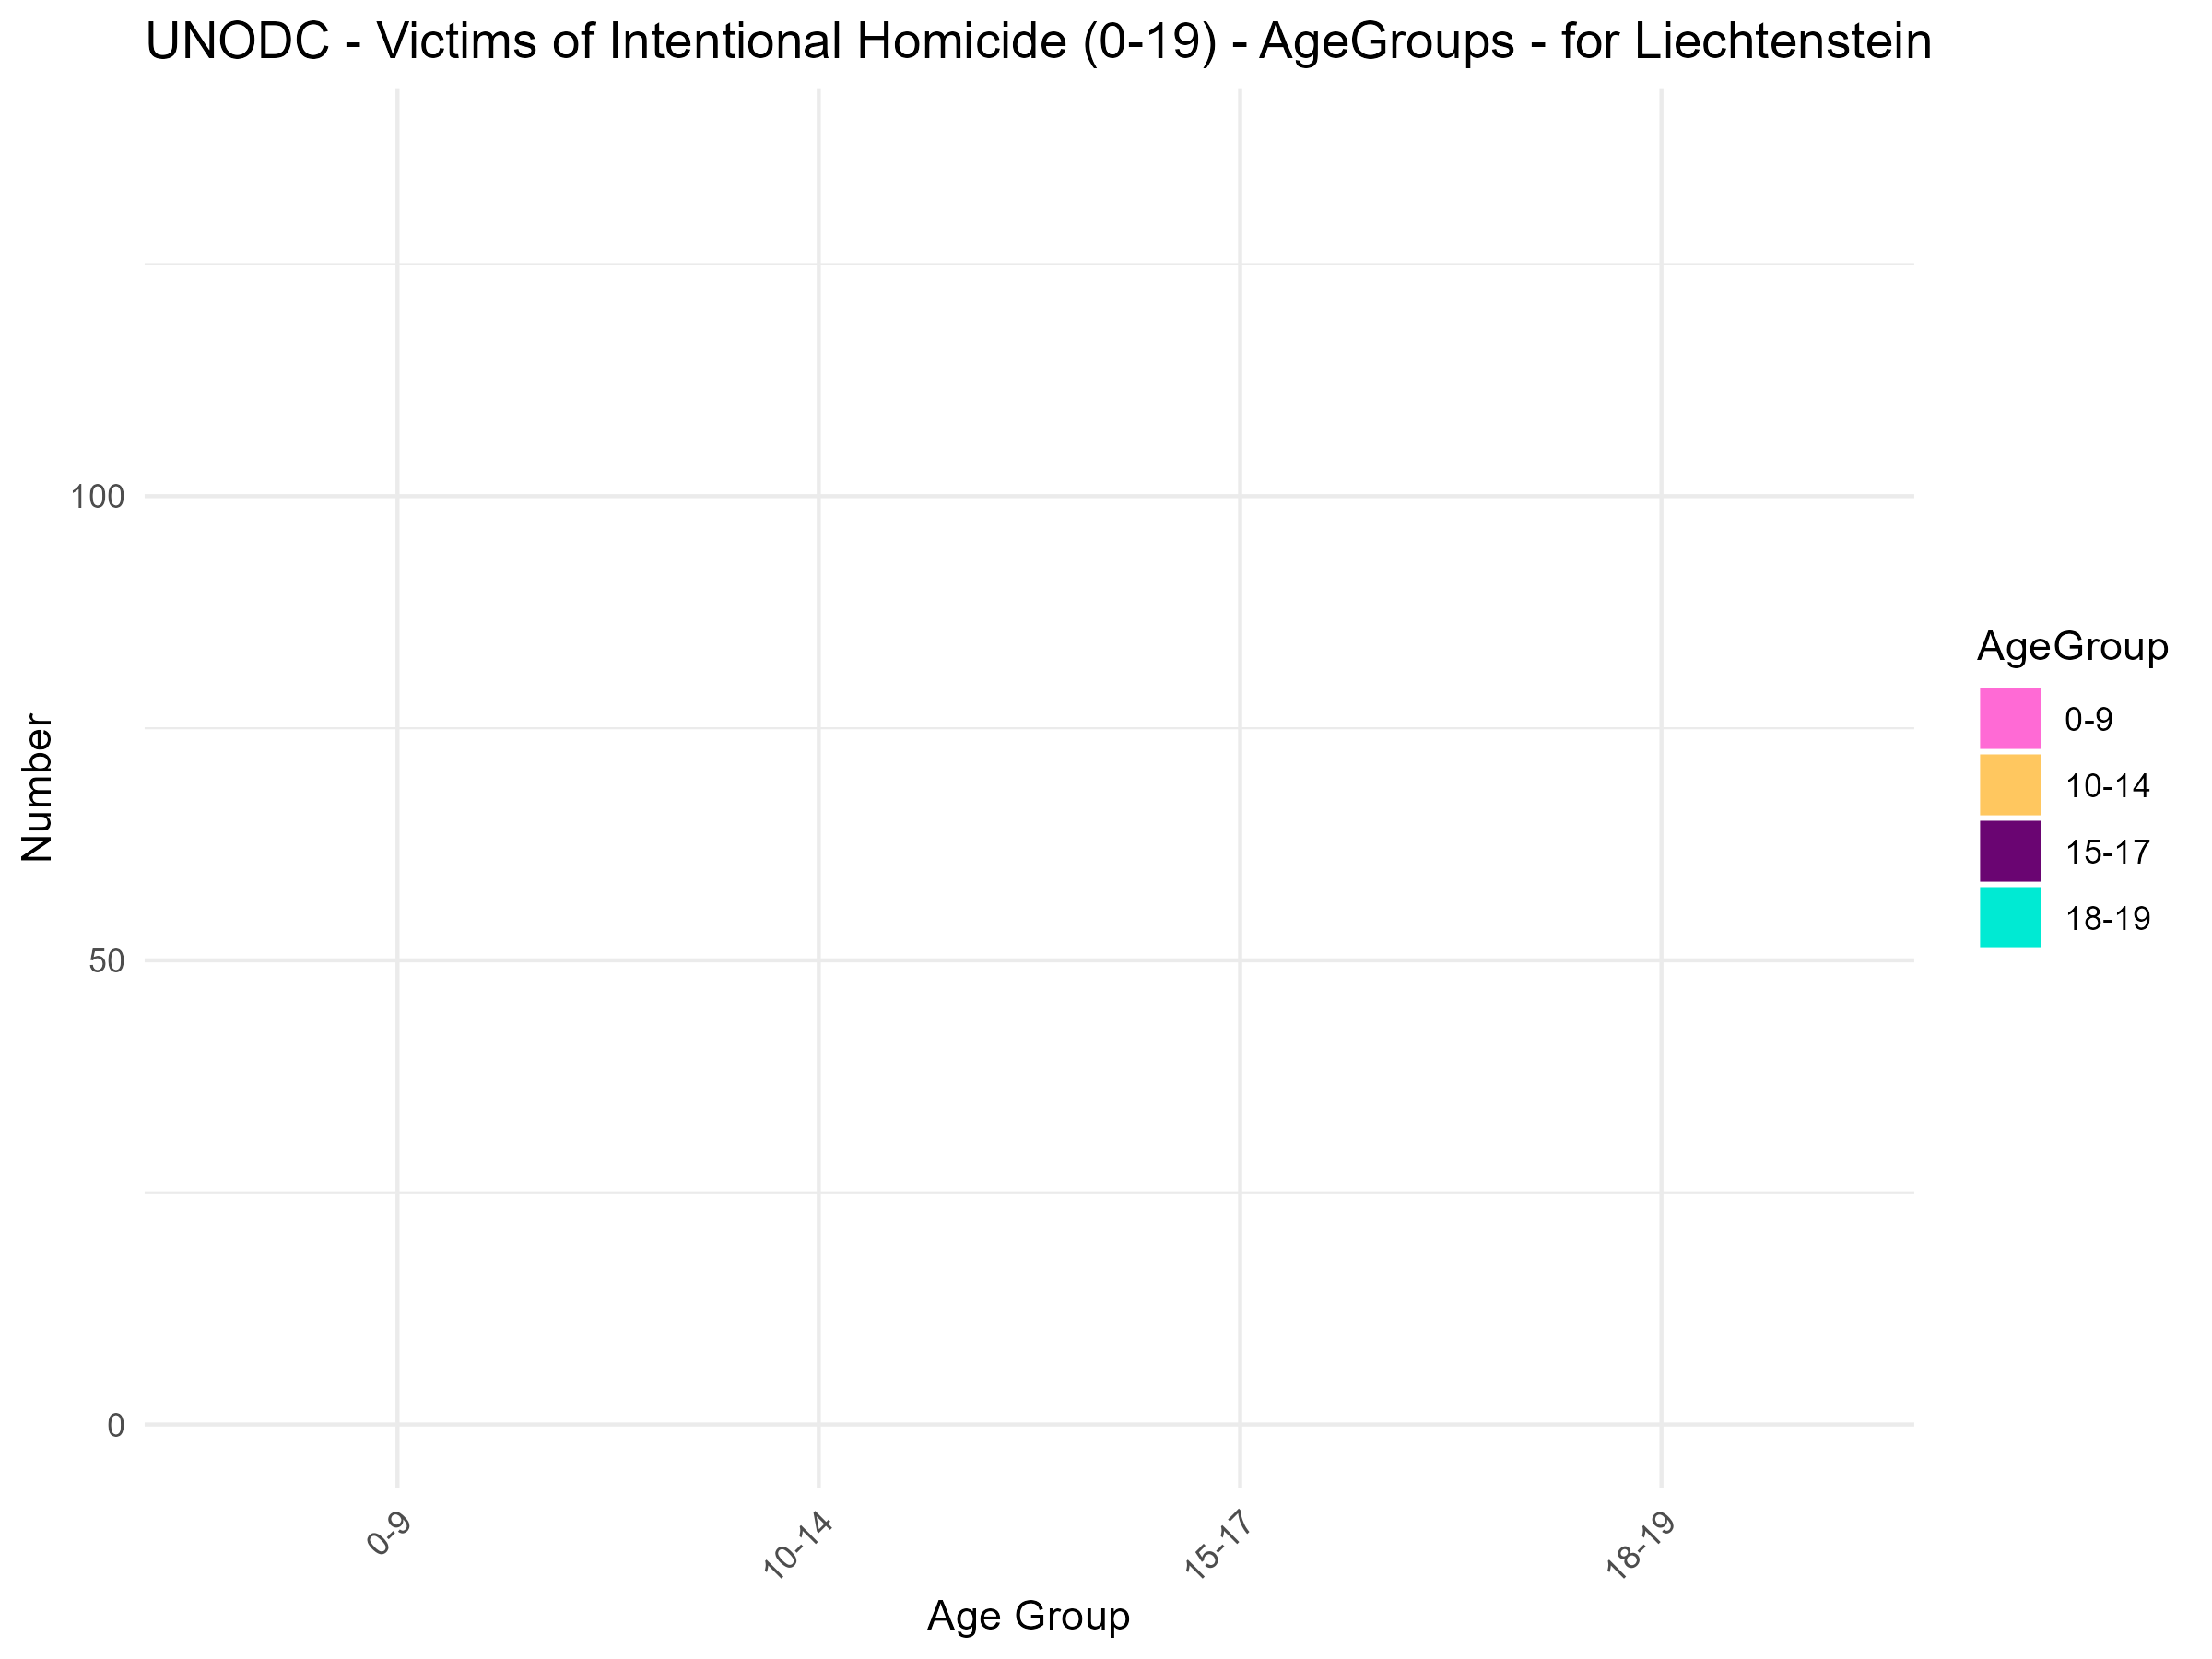 UNODC - Victims of Intentional Homicide (0-19) - AgeGroups - for Liechtenstein
Number
100
50
0
0-9
10-14
15-17
18-19
Age Group
AgeGroup
0-9
10-14
15-17
18-19